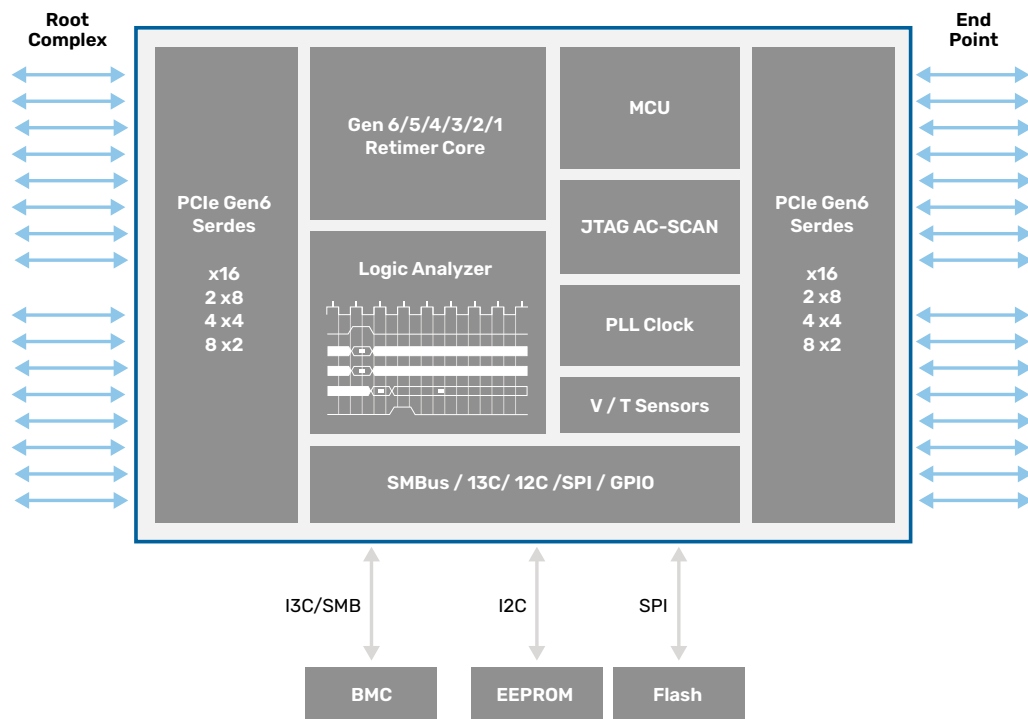 Root
Complex
End
Point
PCIe Gen6
Serdes
x16
2 x8
4 x4
8 x2
Gen 6/5/4/3/2/1
Retimer Core
Logic Analyzer
MCU
JTAG AC-SCAN
PLL Clock
V / T Sensors
PCIe Gen6
Serdes
x16
2 x8
4 x4
8 x2
SMBus / 13C/ 12C /SPI / GPIO
I3C/SMB
I2C
SPI
BMC
EEPROM
Flash